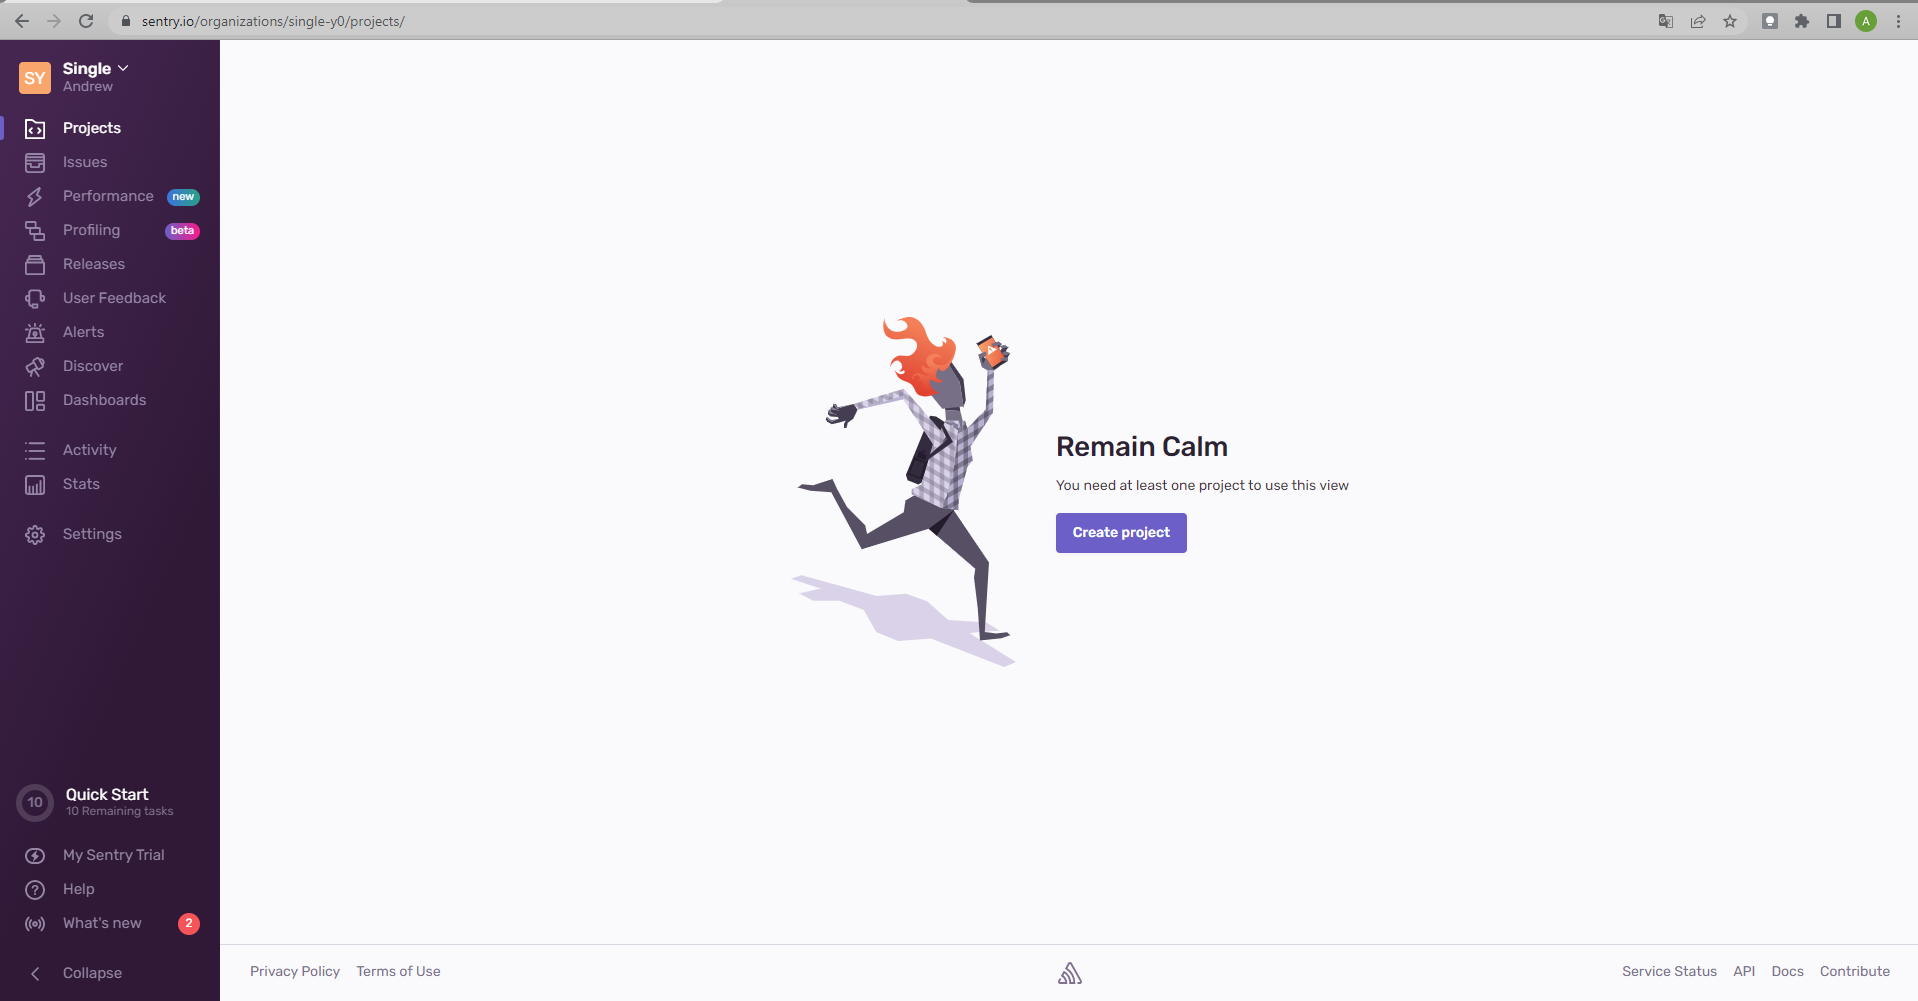 sentry.io/organizations/single-y0/projects/
A
SY
Single
Andrew
Projects
Issues
Performance new
Profiling beta
Releases
User Feedback
Alerts
Discover
Dashboards
Activity
Stats
Settings
Remain Calm
You need at least one project to use this view
Create project
10
Quick Start
10 Remaining tasks
My Sentry Trial
Help
What's new 2
Collapse
Privacy Policy Terms of Use
Service Status API Docs Contribute